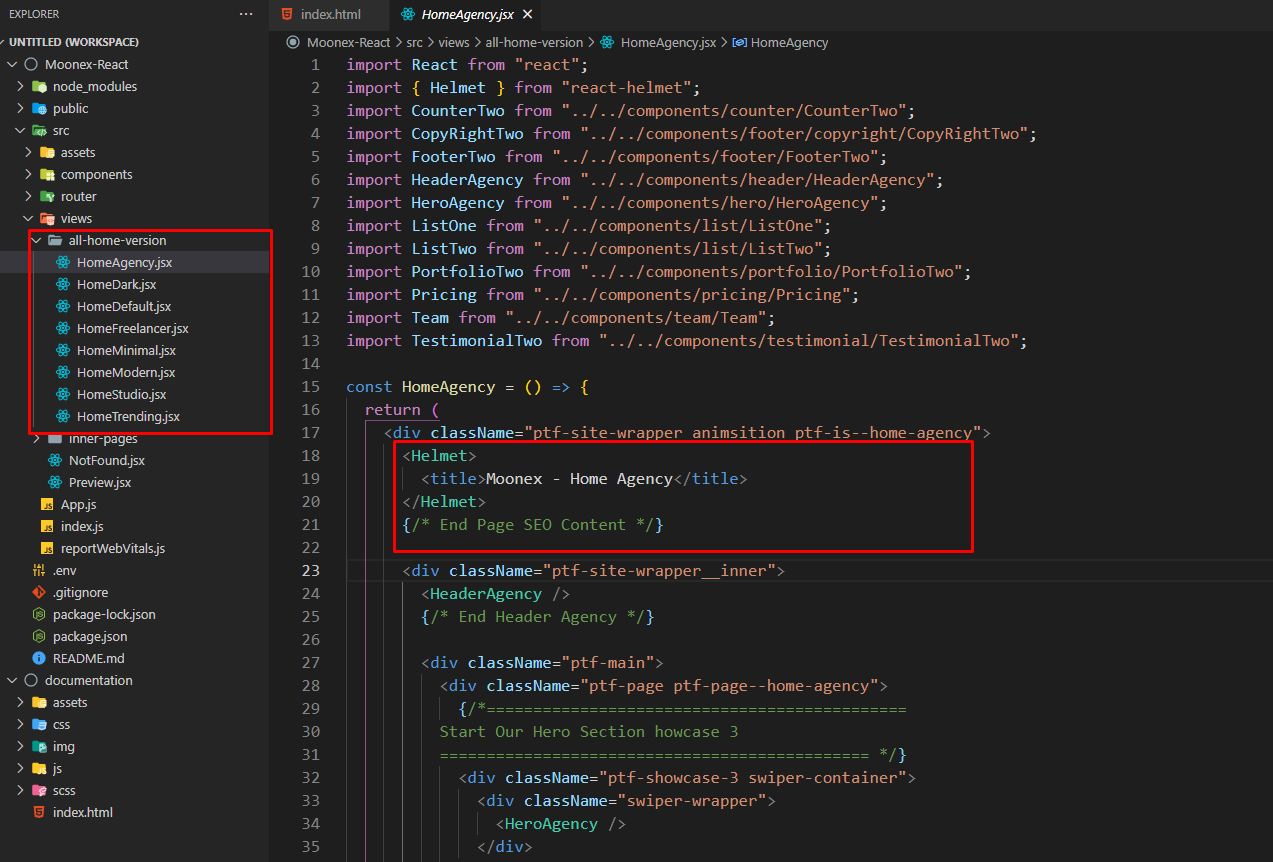 EXPLORER ...
UNTITLED (WORKSPACE)
Moonex-React
node_modules
public
src
assets
components
router
views
all-home-version
HomeAgency.jsx
HomeDark.jsx
HomeDefault.jsx
HomeFreelancer.jsx
HomeMinimal.jsx
HomeModern.jsx
HomeStudio.jsx
HomeTrending.jsx
inner-pages
NotFound.jsx
Preview.jsx
App.js
index.js
reportWebVitals.js
.env
.gitignore
package-lock.json
package.json
README.md
documentation
assets
css
img
js
scss
index.html
index.html HomeAgency.jsx
Moonex-React > src > views > all-home-version > HomeAgency.jsx > HomeAgency
1 import React from "react";
2 import { Helmet } from "react-helmet";
3 import CounterTwo from "../../components/counter/CounterTwo";
4 import CopyRightTwo from "../../components/footer/copyright/CopyRightTwo";
5 import FooterTwo from "../../components/footer/FooterTwo";
6 import HeaderAgency from "../../components/header/HeaderAgency";
7 import HeroAgency from "../../components/hero/HeroAgency";
8 import ListOne from "../../components/list/ListOne";
9 import ListTwo from "../../components/list/ListTwo";
10 import PortfolioTwo from "../../components/portfolio/PortfolioTwo";
11 import Pricing from "../../components/pricing/Pricing";
12 import Team from "../../components/team/Team";
13 import TestimonialTwo from "../../components/testimonial/TestimonialTwo";
14
15 const HomeAgency = () => {
16 return (
17 <div className="ptf-site-wrapper animsition ptf-is--home-agency">
18 <Helmet>
19 <title>Moonex - Home Agency</title>
20 </Helmet>
21 {/* End Page SEO Content */}
22
23 <div className="ptf-site-wrapper__inner">
24 <HeaderAgency />
25 {/* End Header Agency */}
26
27 <div className="ptf-main">
28 <div className="ptf-page ptf-page--home-agency">
29 {/*=============================================
30 Start Our Hero Section howcase 3
31 ============================================== */}
32 <div className="ptf-showcase-3 swiper-container">
33 <div className="swiper-wrapper">
34 <HeroAgency />
35 </div>